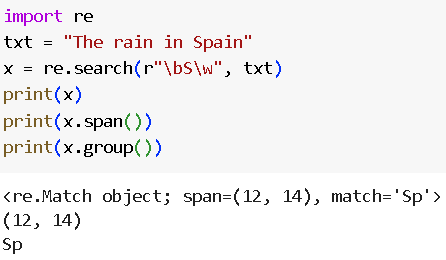 import re
txt = "The rain in Spain"
x = re.search(r"\bS\w", txt)
print(x)
print(x.span())
print(x.group())
<re.Match object; span=(12, 14), match='Sp'>
(12, 14)
Sp